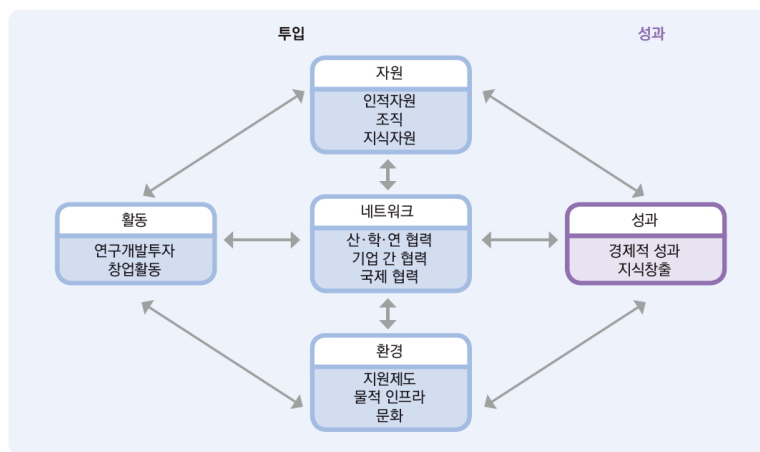 투입
성과
자원
인적자원
조직
지식자원
활동
연구개발투자
창업활동
네트워크
산·학·연 협력
기업 간 협력
국제 협력
성과
경제적 성과
지식창출
환경
지원제도
물적 인프라
문화